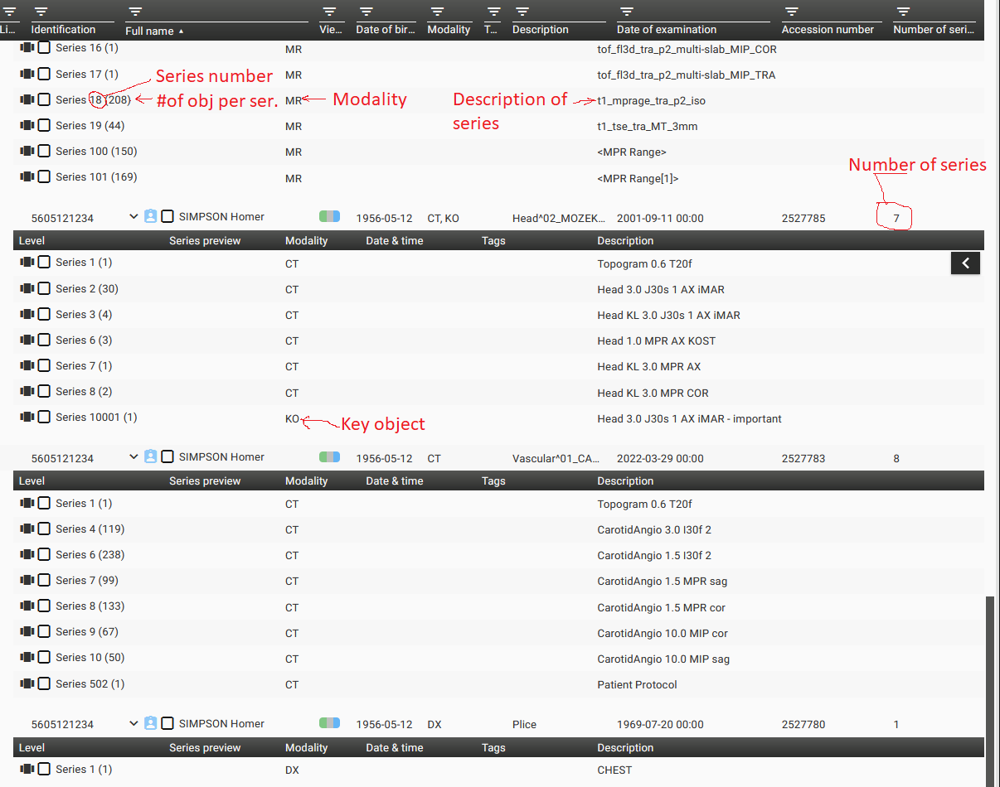 Li... Identification Full name ▲ Vie... Date of bir... Modality T... Description Date of examination Accession number Number of seri...
Series 16 (1) MR tof_fl3d_tra_p2_multi-slab_MIP_COR
Series 17 (1) MR tof_fl3d_tra_p2_multi-slab_MIP_TRA
Series number
Series 18 (208) #of obj per ser. MR Modality Description of t1_mprage_tra_p2_iso
series
Series 19 (44) MR t1_tse_tra_MT_3mm
Series 100 (150) MR <MPR Range>
Number of series
Series 101 (169) MR <MPR Range[1]>
5605121234 SIMPSON Homer 1956-05-12 CT, KO Head^02_MOZEK... 2001-09-11 00:00 2527785 7
Level Series preview Modality Date & time Tags Description
Series 1 (1) CT Topogram 0.6 T20f
Series 2 (30) CT Head 3.0 J30s 1 AX iMAR
Series 3 (4) CT Head KL 3.0 J30s 1 AX iMAR
Series 6 (3) CT Head 1.0 MPR AX KOST
Series 7 (1) CT Head KL 3.0 MPR AX
Series 8 (2) CT Head KL 3.0 MPR COR
Series 10001 (1) KO Key object Head 3.0 J30s 1 AX iMAR - important
5605121234 SIMPSON Homer 1956-05-12 CT Vascular^01_CA... 2022-03-29 00:00 2527783 8
Level Series preview Modality Date & time Tags Description
Series 1 (1) CT Topogram 0.6 T20f
Series 4 (119) CT CarotidAngio 3.0 I30f 2
Series 6 (238) CT CarotidAngio 1.5 I30f 2
Series 7 (99) CT CarotidAngio 1.5 MPR sag
Series 8 (133) CT CarotidAngio 1.5 MPR cor
Series 9 (67) CT CarotidAngio 10.0 MIP cor
Series 10 (50) CT CarotidAngio 10.0 MIP sag
Series 502 (1) CT Patient Protocol
5605121234 SIMPSON Homer 1956-05-12 DX Plice 1969-07-20 00:00 2527780 1
Level Series preview Modality Date & time Tags Description
Series 1 (1) DX CHEST